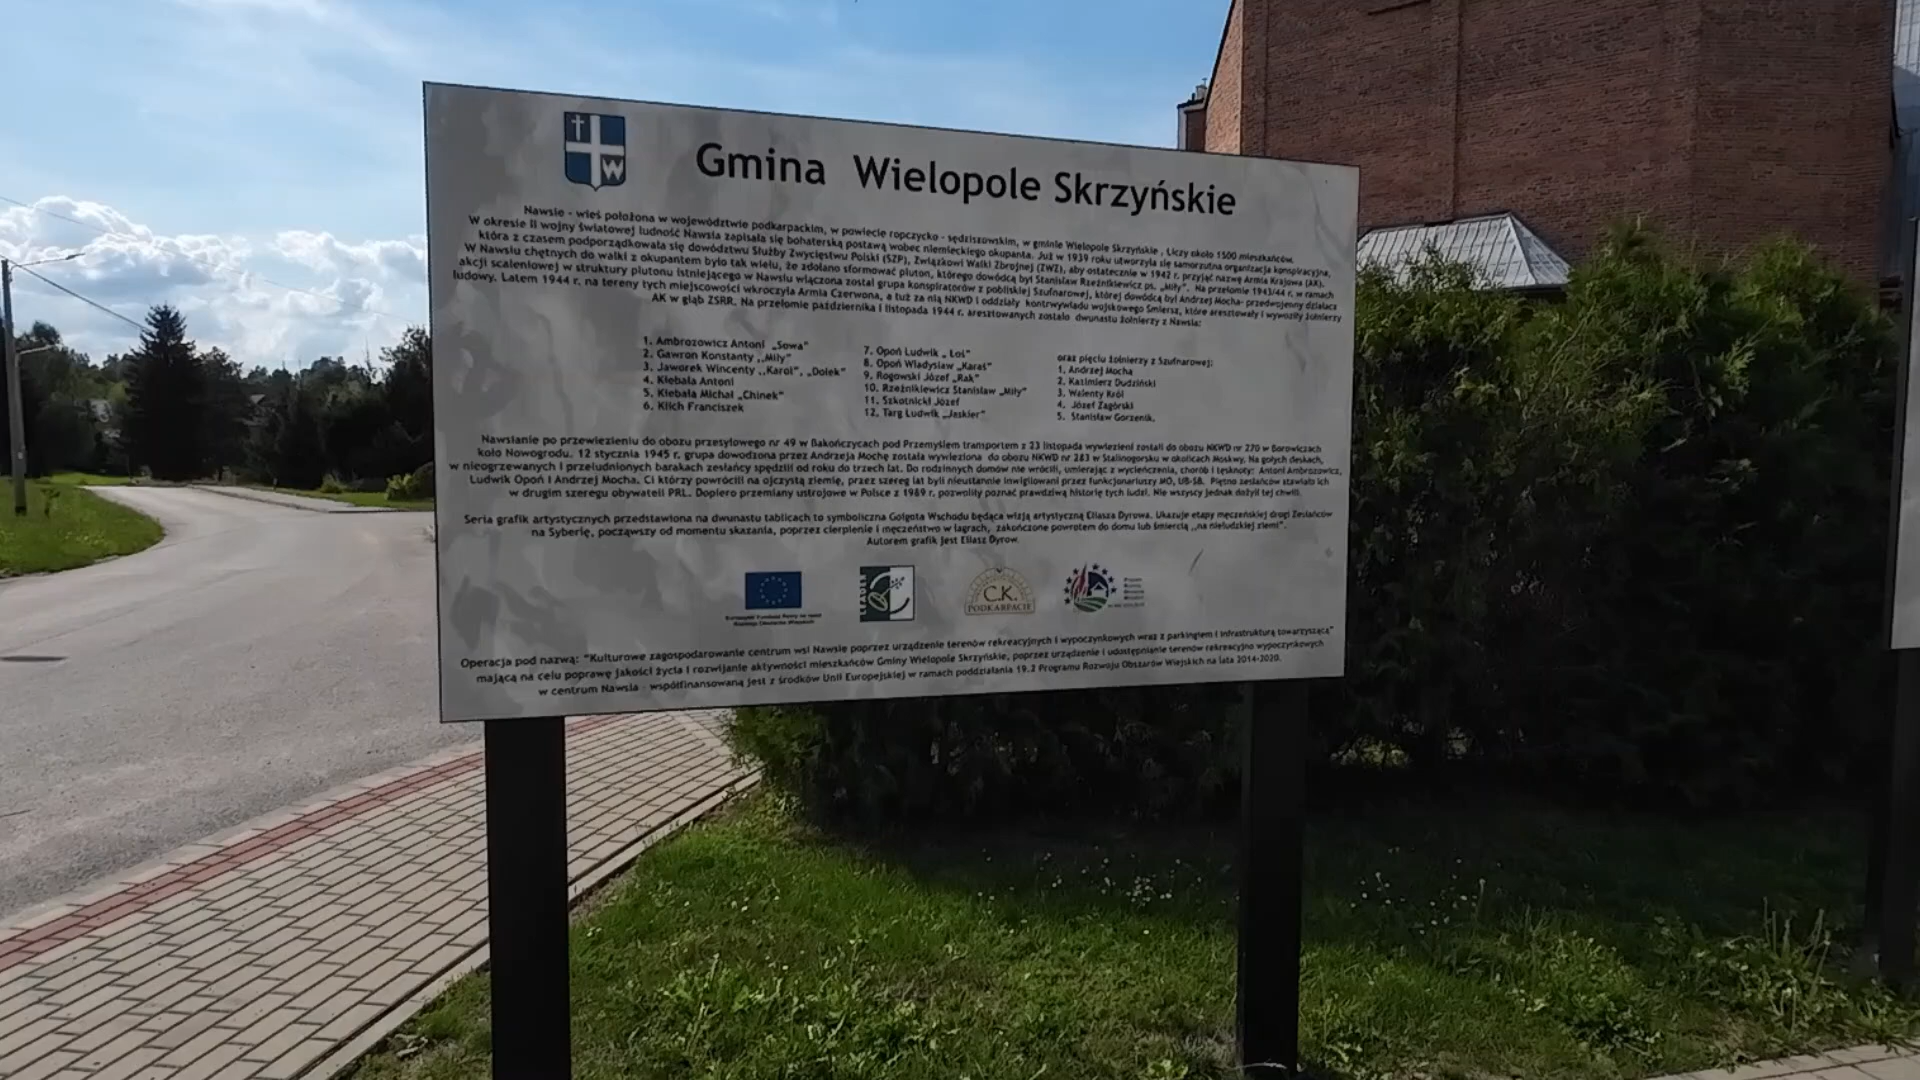 Gmina Wielopole Skrzyńskie
Nawsie - wieś położona w województwie podkarpackim, w powiecie ropczycko - sędziszowskim, w gminie Wielopole Skrzyńskie, Liczy około 1500 mieszkańców.
W okresie II wojny światowej ludność Nawsia zapisała się bohaterską postawą wobec niemieckiego okupanta. Już w 1939 roku utworzyła się samorzutna organizacja konspiracyjna,
która z czasem podporządkowała się dowództwu Służby Zwycięstwu Polski (SZP), Związkowi Walki Zbrojnej (ZWZ), aby ostatecznie w 1942 r. przyjąć nazwę Armia Krajowa (AK).
W Nawsiu chętnych do walki z okupantem było tak wielu, że zdołano sformować pluton, którego dowódcą był Stanisław Rzeźnikiewicz ps. „Miły". Na przełomie 1943/44 r. w ramach
akcji scaleniowej w struktury plutonu istniejącego w Nawsiu włączona został grupa konspiratorów z pobliskiej Szufnarowej, której dowódcą był Andrzej Mocha- przedwojenny działacz
ludowy. Latem 1944 r. na tereny tych miejscowości wkroczyła Armia Czerwona, a tuż za nią NKWD i oddziały kontrwywiadu wojskowego Smiersz, które aresztowały i wywoziły żołnierzy
AK w głąb ZSRR. Na przełomie października i listopada 1944 r. aresztowanych zostało dwunastu żołnierzy z Nawsia:
1. Ambrozowicz Antoni „Sowa"
2. Gawron Konstanty ,,Miły"
3. Jaworek Wincenty ,,Karol", „Dolek"
4. Kiebała Antoni
5. Kiebała Michał „Chinek"
6. Klich Franciszek
7. Opoń Ludwik „ Łoś"
8. Opoń Władysław „Karaś"
9. Rogowski Józef „Rak"
10. Rzeźnikiewicz Stanisław „Miły"
11. Szkotnicki Józef
12. Targ Ludwik „Jaskier"
oraz pięciu żołnierzy z Szufnarowej:
1. Andrzej Mocha
2. Kazimierz Dudziński
3. Walenty Król
4. Józef Zagórski
5. Stanisław Gorzenik.
Nawsianie po przewiezieniu do obozu przesyłowego nr 49 w Bakończycach pod Przemyślem transportem z 23 listopada wywiezieni zostali do obozu NKWD nr 270 w Borowiczach
koło Nowogrodu. 12 stycznia 1945 r. grupa dowodzona przez Andrzeja Mochę została wywieziona do obozu NKWD nr 283 w Stalinogorsku w okolicach Moskwy. Na gołych deskach,
w nieogrzewanych i przeludnionych barakach zesłańcy spędzili od roku do trzech lat. Do rodzinnych domów nie wrócili, umierając z wycieńczenia, chorób i tęsknoty: Antoni Ambrozowicz,
Ludwik Opoń i Andrzej Mocha. Ci którzy powrócili na ojczystą ziemię, przez szereg lat byli nieustannie inwigilowani przez funkcjonariuszy MO, UB-SB. Piętno zesłańców stawiało ich
w drugim szeregu obywateli PRL. Dopiero przemiany ustrojowe w Polsce z 1989 r. pozwoliły poznać prawdziwą historię tych ludzi. Nie wszyscy jednak dożyli tej chwili.
Seria grafik artystycznych przedstawiona na dwunastu tablicach to symboliczna Golgota Wschodu będąca wizją artystyczną Eliasza Dyrowa. Ukazuje etapy męczeńskiej drogi Zesłańców
na Syberię, począwszy od momentu skazania, poprzez cierpienie i męczeństwo w łagrach, zakończone powrotem do domu lub śmiercią ,,na nieludzkiej ziemi".
Autorem grafik jest Eliasz Dyrow.
Europejski Fundusz Rolny na rzecz
Rozwoju Obszarów Wiejskich
LEADER
C.K.
PODKARPACIE
Operacja pod nazwą: "Kulturowe zagospodarowanie centrum wsi Nawsie poprzez urządzenie terenów rekreacyjnych i wypoczynkowych wraz z parkingiem i infrastrukturą towarzyszącą"
mającą na celu poprawę jakości życia i rozwijanie aktywności mieszkańców Gminy Wielopole Skrzyńskie, poprzez urządzenie i udostępnianie terenów rekreacyjno wypoczynkowych
w centrum Nawsia - współfinansowana jest z środków Unii Europejskiej w ramach poddziałania 19.2 Programu Rozwoju Obszarów Wiejskich na lata 2014-2020.